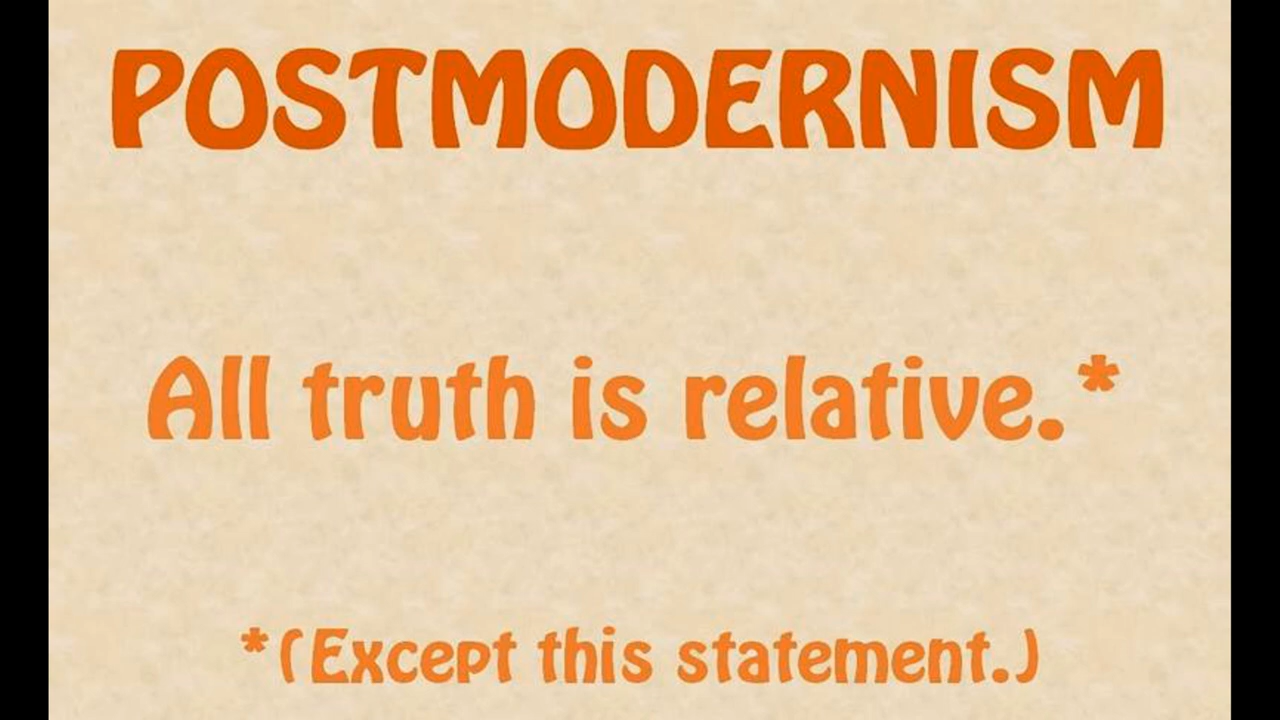 POSTMODERNISM
All truth is relative.*
*(Except this statement.)